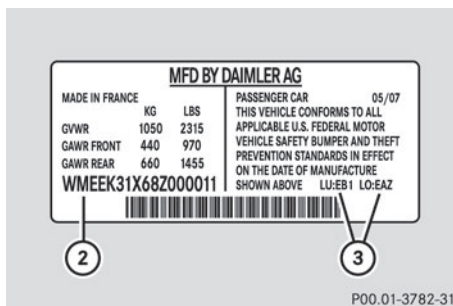 MFD BY DAIMLER AG
MADE IN FRANCE
KG LBS
GVWR 1050 2315
GAWR FRONT 440 970
GAWR REAR 660 1455
WMEEK31X68Z000011
PASSENGER CAR 05/07
THIS VEHICLE CONFORMS TO ALL
APPLICABLE U.S. FEDERAL MOTOR
VEHICLE SAFETY BUMPER AND THEFT
PREVENTION STANDARDS IN EFFECT
ON THE DATE OF MANUFACTURE
SHOWN ABOVE LU:EB1 LO:EAZ
2
3
P00.01-3782-31